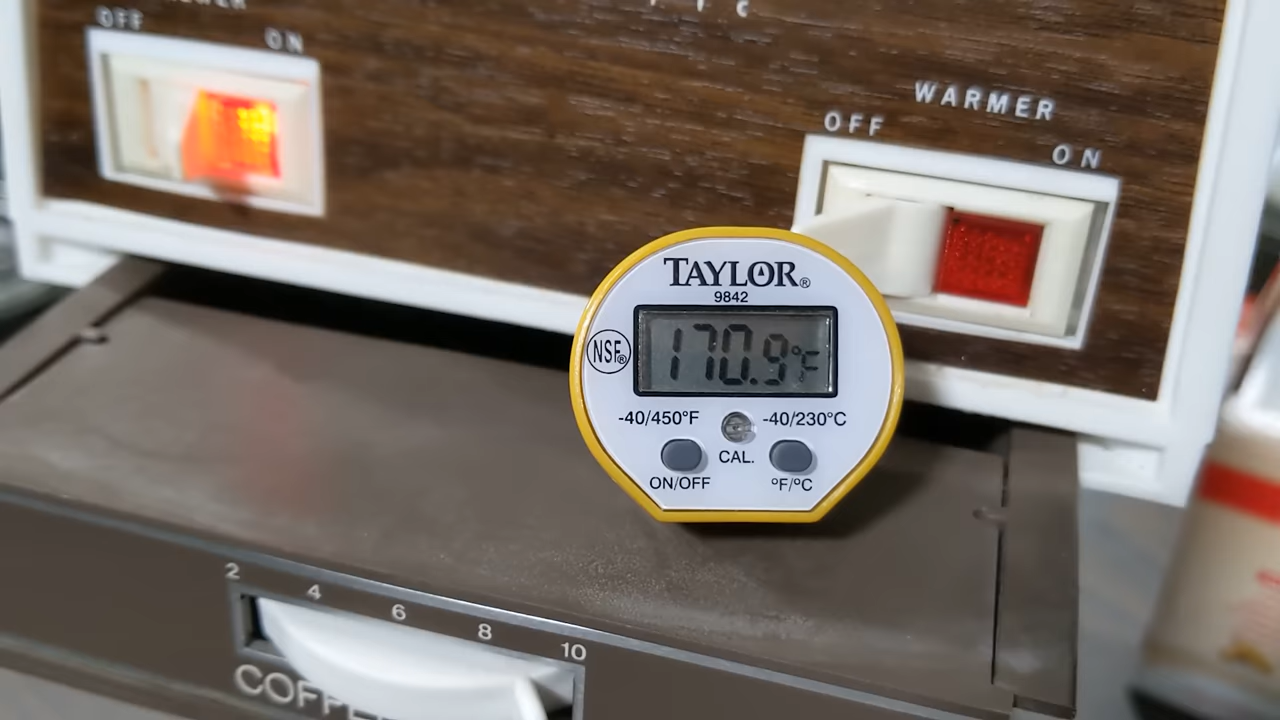 OFF
ON
WARMER
OFF
ON
TAYLOR®
9842
NSF®
170.9°F
-40/450°F
-40/230°C
CAL.
ON/OFF
°F/°C
2
4
6
8
10